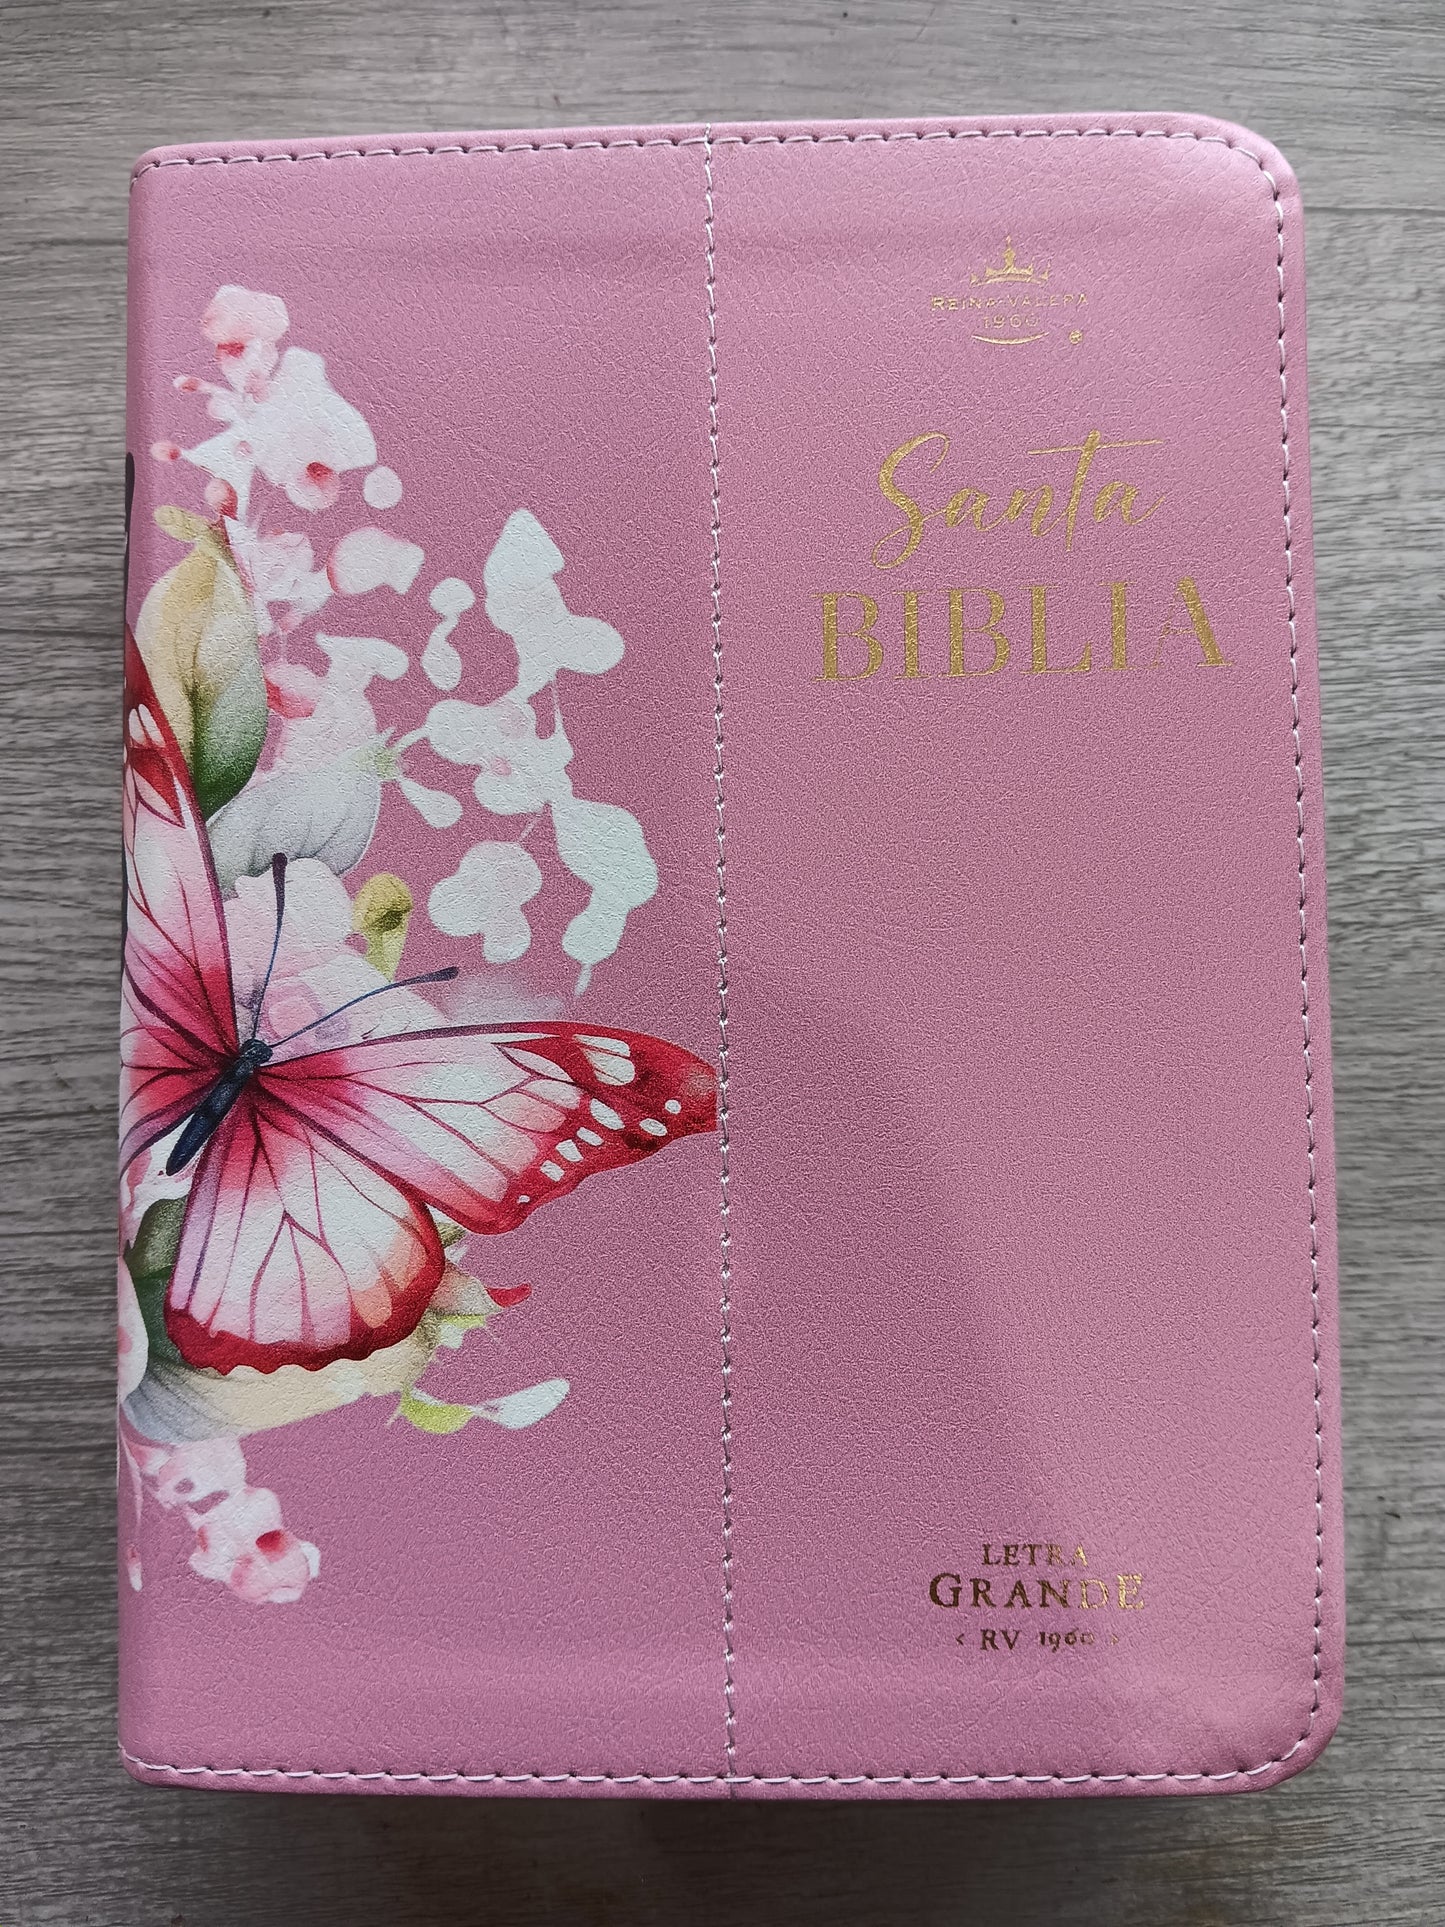 REINA-VALERA
1960
Santa
BIBLIA
LETRA
GRANDE
< RV 1960 >